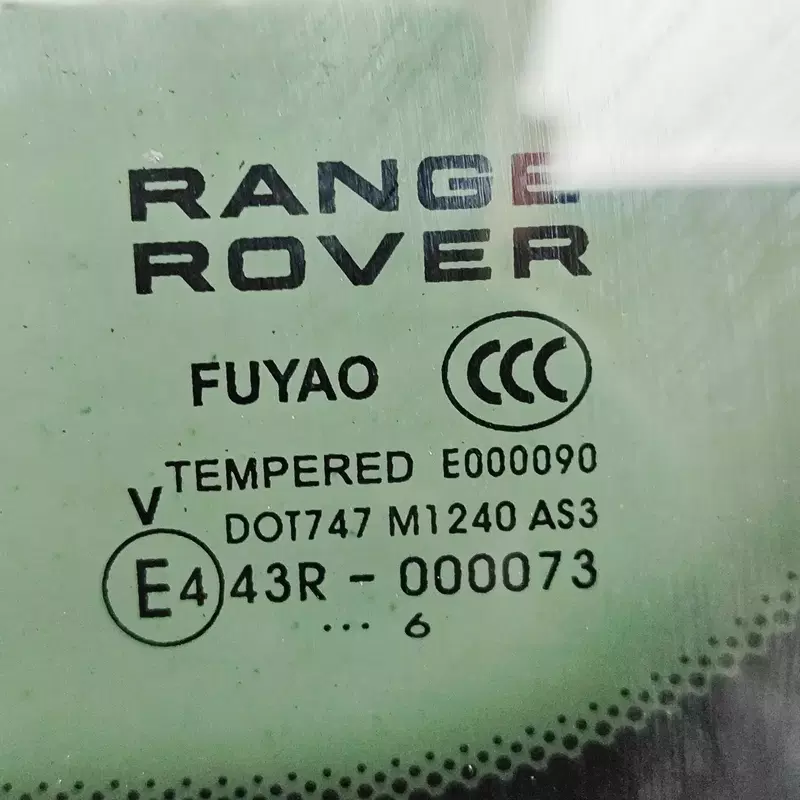 RANGE
ROVER
FUYAO CCC
TEMPERED E000090
V
DOT747 M1240 AS3
E4 43R - 000073
... 6